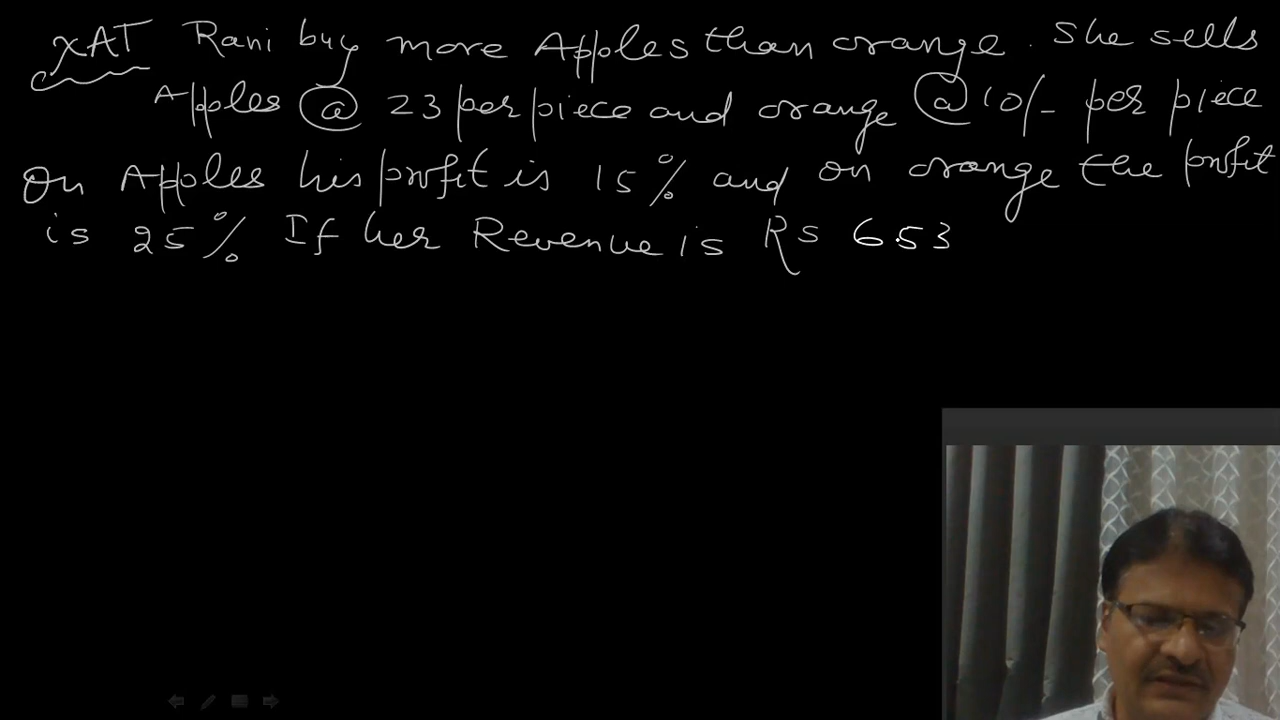 XAT Rani buy more Apples than orange. She sells
Apples @ 23 per piece and orange @ 10/- per piece
On Apples his profit is 15% and on orange the profit
is 25% If her Revenue is Rs 653